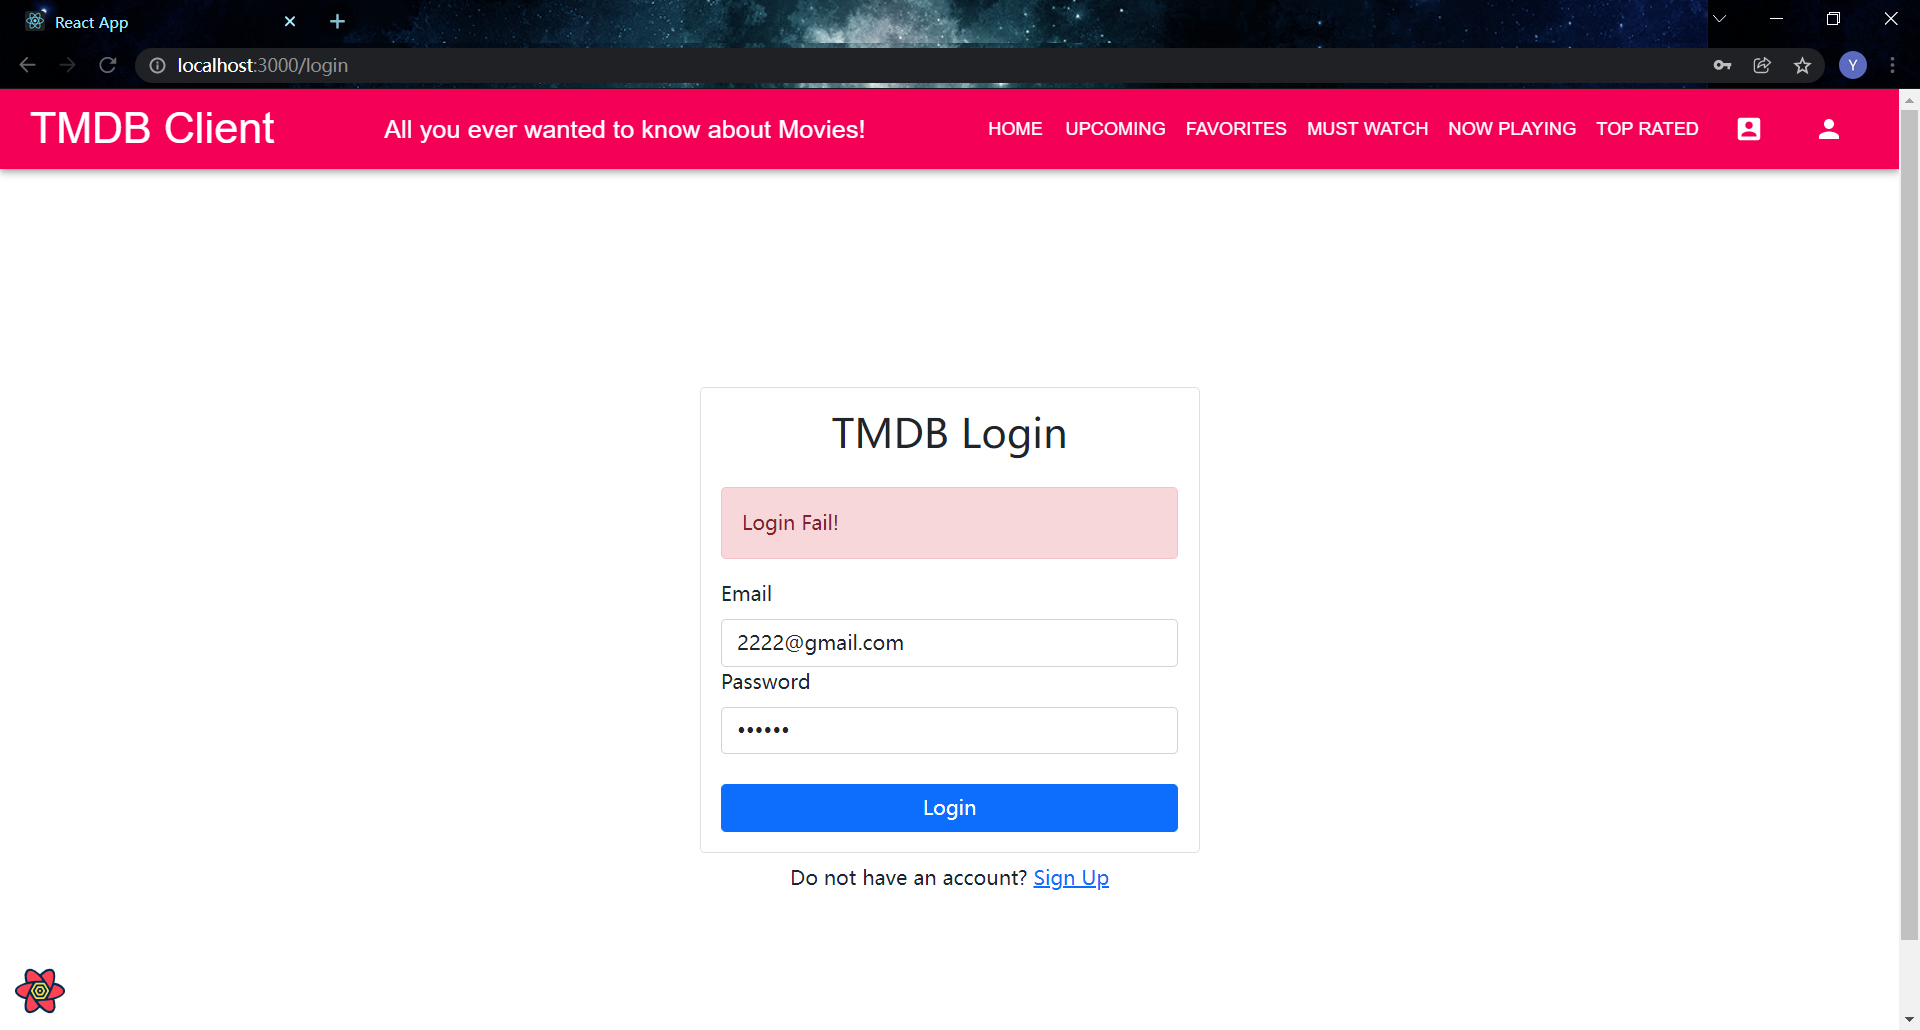 React App
localhost:3000/login
Y
TMDB Client
All you ever wanted to know about Movies!
HOME UPCOMING FAVORITES MUST WATCH NOW PLAYING TOP RATED
TMDB Login
Login Fail!
Email
2222@gmail.com
Password
••••••
Login
Do not have an account? Sign Up